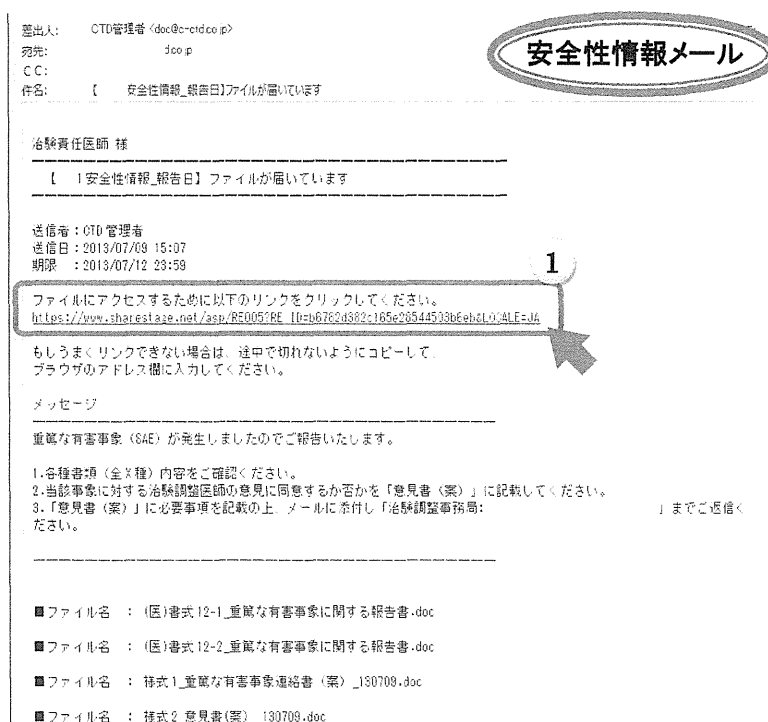 差出人: CTD管理者 <doc@c-ctd.co.jp>
安全性情報メール
宛先: d.co.jp
CC:
件名: 【 安全性情報_報告日】ファイルが届いています
治験責任医師 様
【 1安全性情報_報告日】 ファイルが届いています
送信者:CTD管理者
送信日:2013/07/09 15:07
期限 :2013/07/12 23:59
1
ファイルにアクセスするために以下のリンクをクリックしてください。
もしうまくリンクできない場合は、途中で切れないようにコピーして、
ブラウザのアドレス欄に入力してください。
メッセージ
重篤な有害事象(SAE)が発生しましたのでご報告いたします。
1.各種書類(全X種)内容をご確認ください。
2.当該事象に対する治験調整医師の意見に同意するか否かを「意見書(案)」に記載してください。
3.「意見書(案)」に必要事項を記載の上、メールに添付し「治験調整事務局: 」までご返信く
ださい。
■ファイル名 : (医)書式12-1_重篤な有害事象に関する報告書.doc
■ファイル名 : (医)書式12-2_重篤な有害事象に関する報告書.doc
■ファイル名 : 様式1_重篤な有害事象連絡書(案)_130709.doc
■ファイル名 : 様式2_意見書(案)_130709.doc